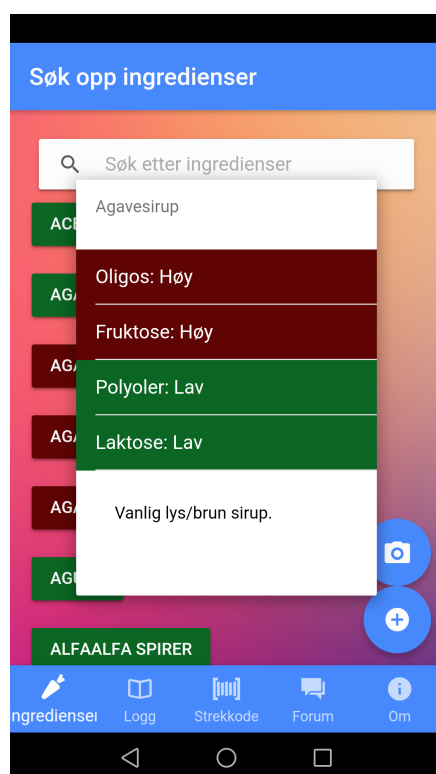 Søk opp ingredienser
Søk etter ingredienser
Agavesirup
Oligos: Høy
Fruktose: Høy
Polyoler: Lav
Laktose: Lav
Vanlig lys/brun sirup.
ALFAALFA SPIRER
ngredienser
Logg
Strekkode
Forum
Om